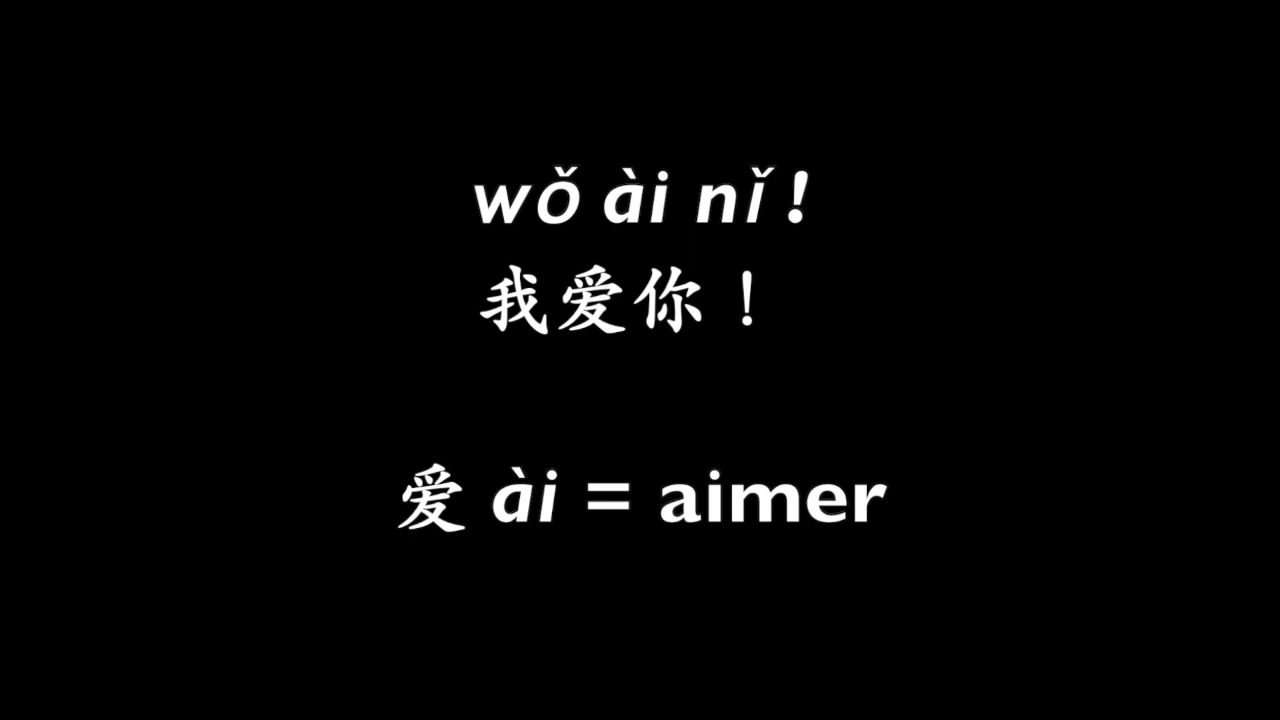 wǒ ài nǐ !
我爱你！
爱 ài = aimer